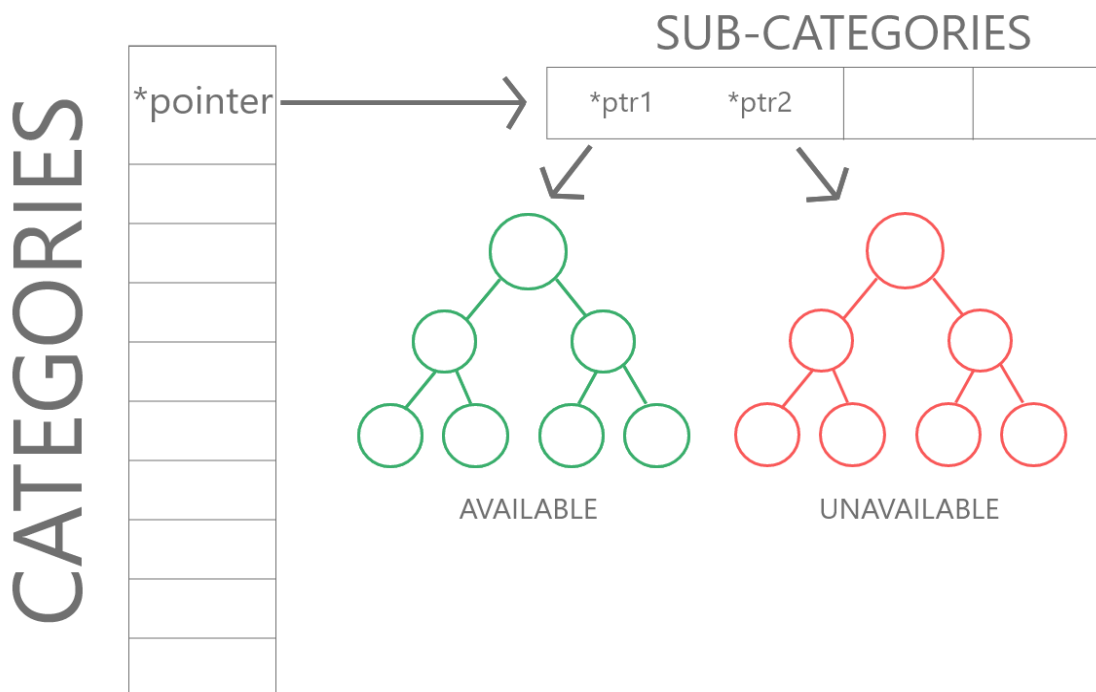 CATEGORIES
*pointer
SUB-CATEGORIES
*ptr1 *ptr2
AVAILABLE
UNAVAILABLE